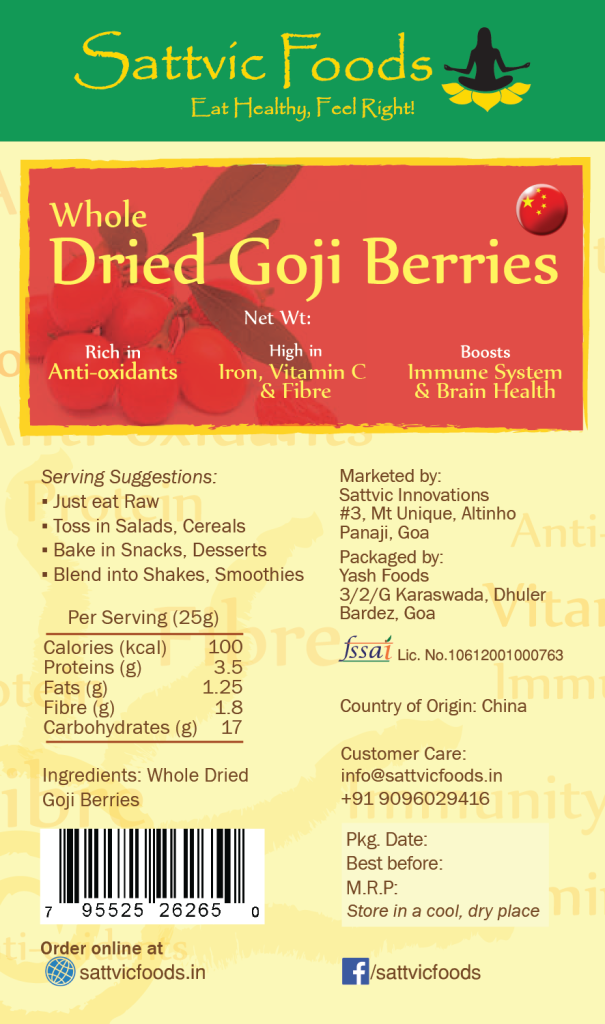 Sattvic Foods
Eat Healthy, Feel Right!
Whole
Dried Goji Berries
Net Wt:
Rich in
Anti-oxidants
High in
Iron, Vitamin C
& Fibre
Boosts
Immune System
& Brain Health
Serving Suggestions:
▪ Just eat Raw
▪ Toss in Salads, Cereals
▪ Bake in Snacks, Desserts
▪ Blend into Shakes, Smoothies
Per Serving (25g)
Calories (kcal) 100
Proteins (g) 3.5
Fats (g) 1.25
Fibre (g) 1.8
Carbohydrates (g) 17
Ingredients: Whole Dried
Goji Berries
7 95525 26265 0
Order online at
sattvicfoods.in
Marketed by:
Sattvic Innovations
#3, Mt Unique, Altinho
Panaji, Goa
Packaged by:
Yash Foods
3/2/G Karaswada, Dhuler
Bardez, Goa
fssai Lic. No.10612001000763
Country of Origin: China
Customer Care:
info@sattvicfoods.in
+91 9096029416
Pkg. Date:
Best before:
M.R.P:
Store in a cool, dry place
f/sattvicfoods